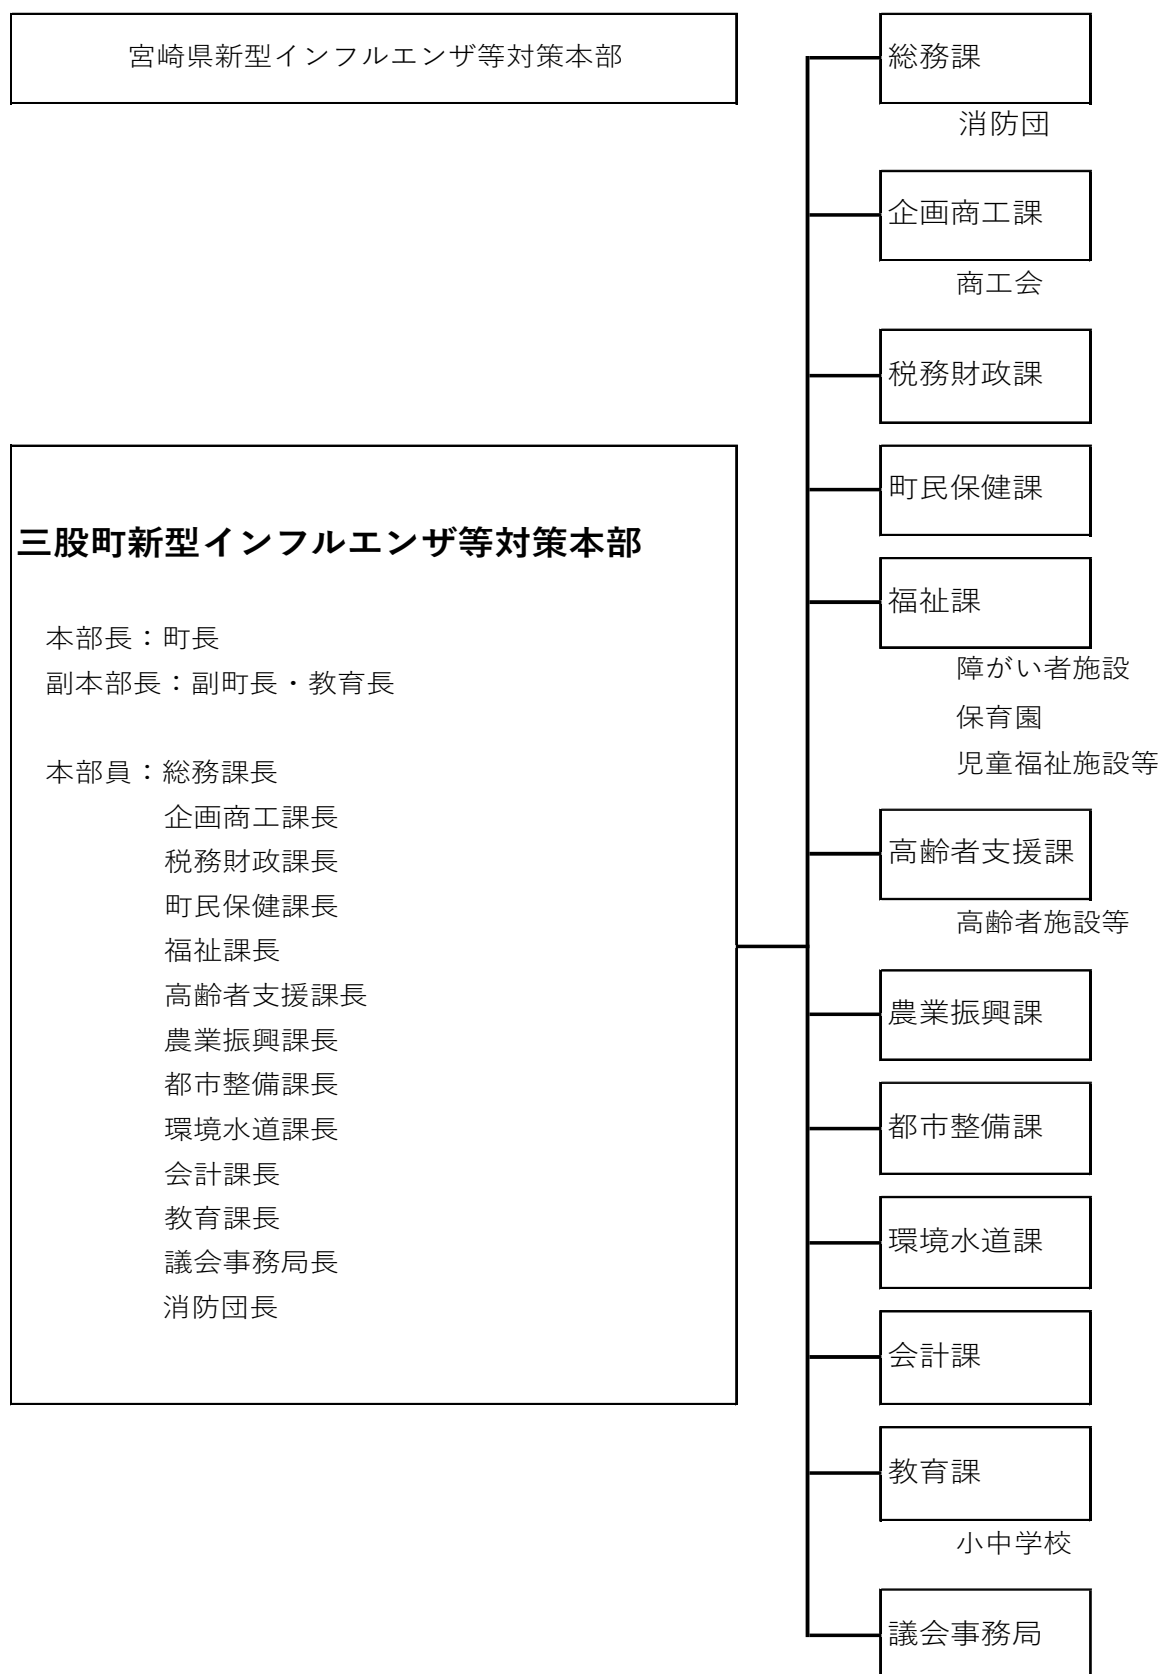 宮崎県新型インフルエンザ等対策本部
三股町新型インフルエンザ等対策本部
本部長：町長
副本部長：副町長・教育長
本部員：総務課長
企画商工課長
税務財政課長
町民保健課長
福祉課長
高齢者支援課長
農業振興課長
都市整備課長
環境水道課長
会計課長
教育課長
議会事務局長
消防団長
総務課
消防団
企画商工課
商工会
税務財政課
町民保健課
福祉課
障がい者施設
保育園
児童福祉施設等
高齢者支援課
高齢者施設等
農業振興課
都市整備課
環境水道課
会計課
教育課
小中学校
議会事務局